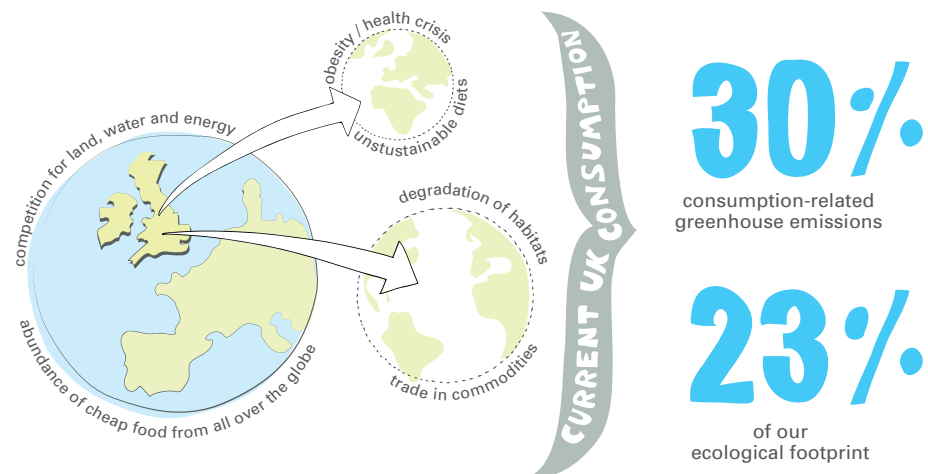 competition for land, water and energy
abundance of cheap food from all over the globe
obesity / health crisis
unstustainable diets
degradation of habitats
trade in commodities
CURRENT UK CONSUMPTION
30%
consumption-related
greenhouse emissions
23%
of our
ecological footprint